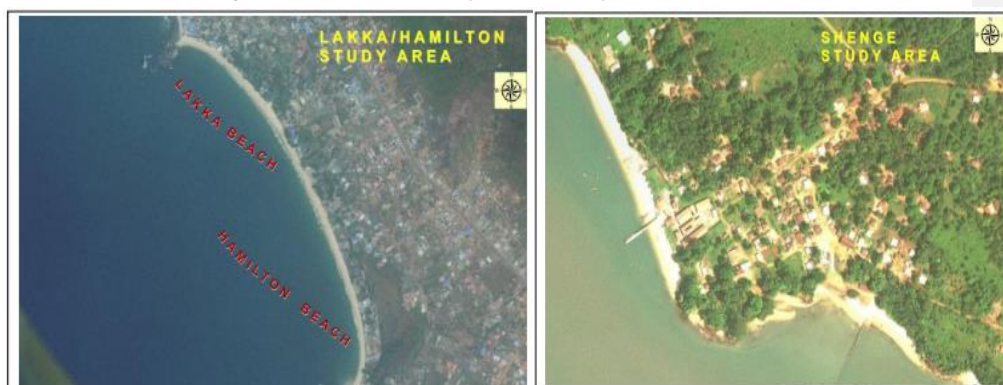 LAKKA/HAMILTON
STUDY AREA
LAKKA BEACH
HAMILTON BEACH
SHENGE
STUDY AREA